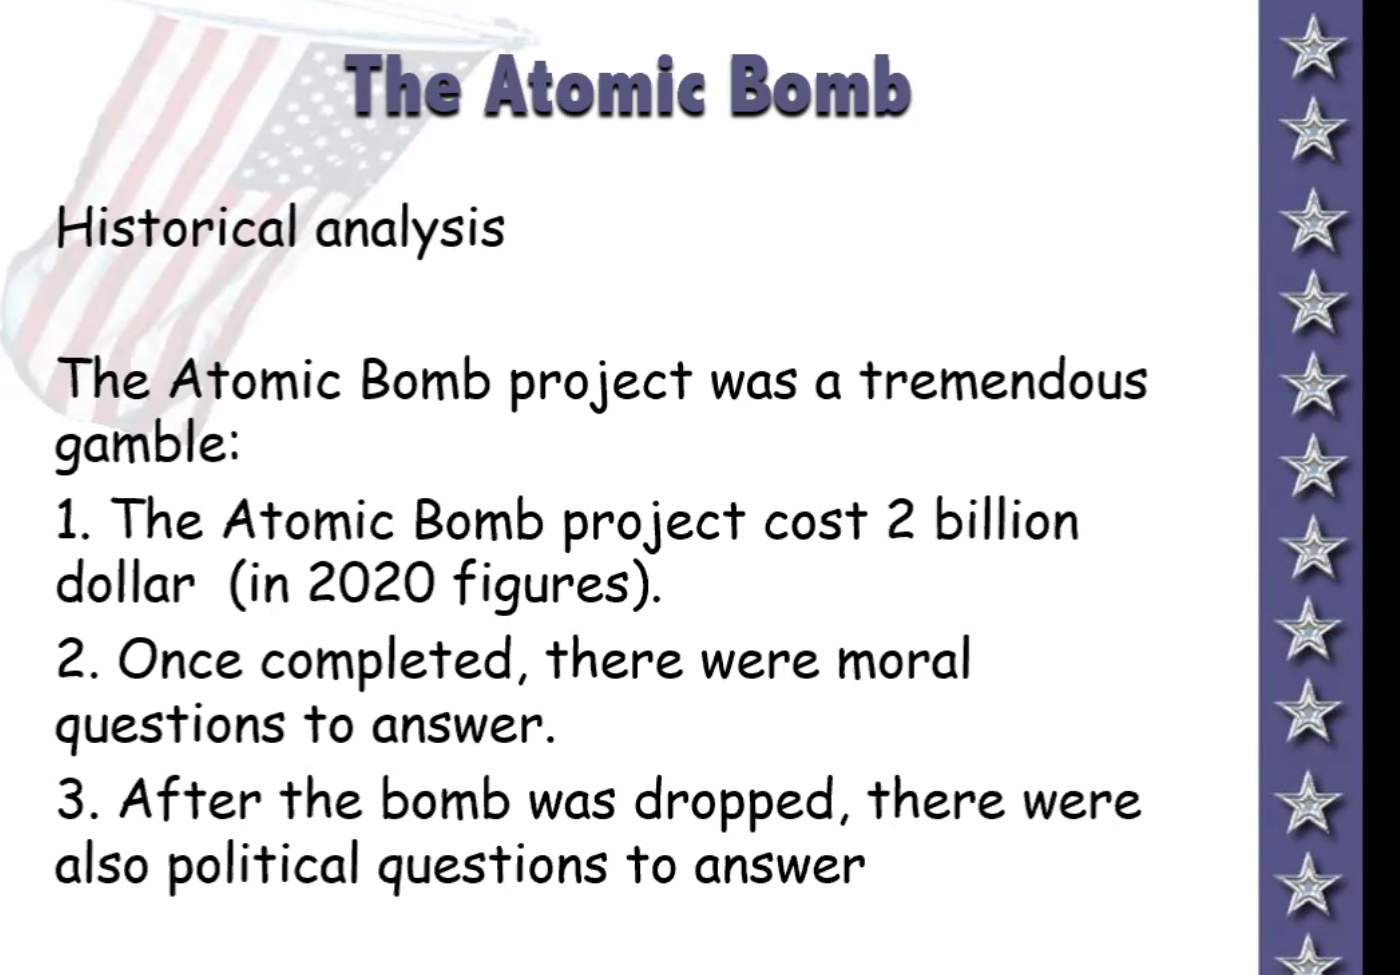 The Atomic Bomb
Historical analysis
The Atomic Bomb project was a tremendous
gamble:
1. The Atomic Bomb project cost 2 billion
dollar  (in 2020 figures).
2. Once completed, there were moral
questions to answer.
3. After the bomb was dropped, there were
also political questions to answer